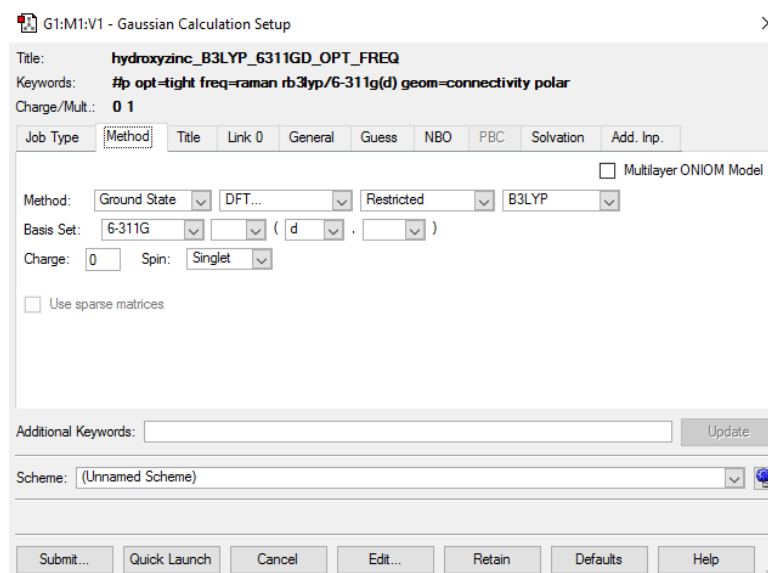 G1:M1:V1 - Gaussian Calculation Setup
Title: hydroxyzinc_B3LYP_6311GD_OPT_FREQ
Keywords: #p opt=tight freq=raman rb3lyp/6-311g(d) geom=connectivity polar
Charge/Mult.: 0 1
Job Type Method Title Link 0 General Guess NBO PBC Solvation Add. Inp.
Multilayer ONIOM Model
Method: Ground State DFT... Restricted B3LYP
Basis Set: 6-311G ( d , )
Charge: 0 Spin: Singlet
Use sparse matrices
Additional Keywords: Update
Scheme: (Unnamed Scheme)
Submit... Quick Launch Cancel Edit... Retain Defaults Help